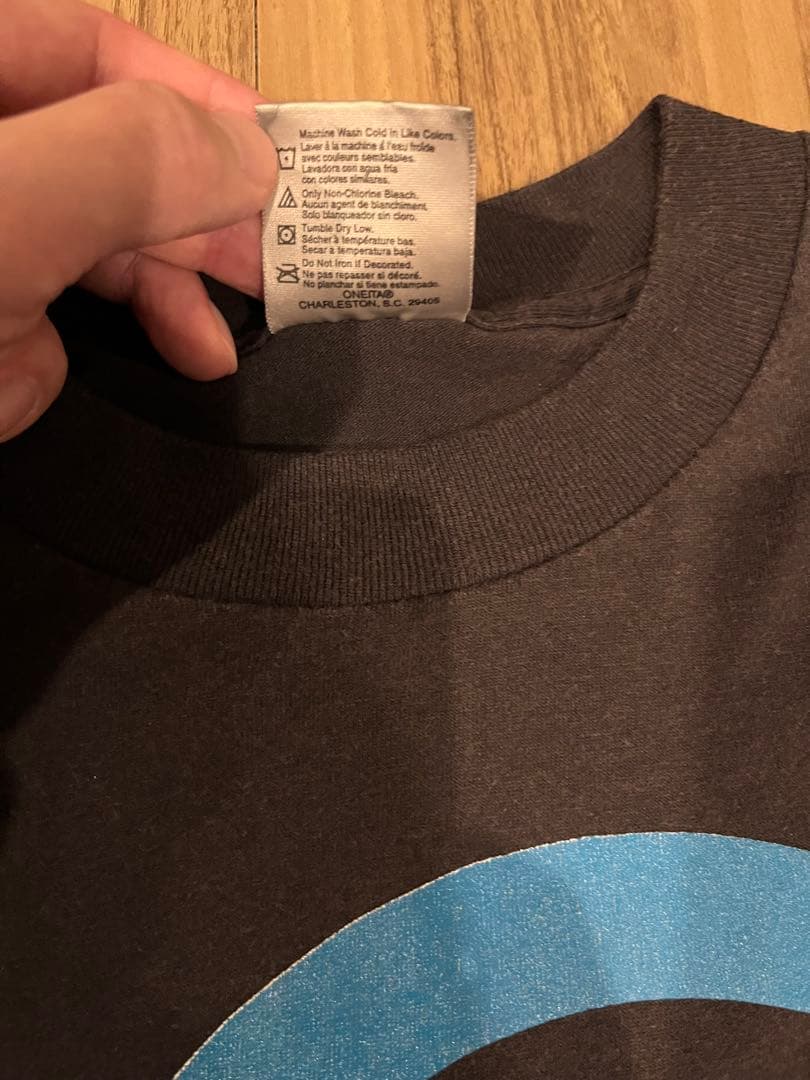 Machine Wash Cold in Like Colors.
Laver à la machine à l'eau froide
avec couleurs semblables.
Lavadora con agua fria
con colores similares.
Only Non-Chlorine Bleach.
Aucun agent de blanchiment.
Solo blanqueador sin cloro.
Tumble Dry Low.
Sécher à température bas.
Secar a temperatura baja.
Do Not Iron if Decorated.
Ne pas repasser si décoré.
No planchar si tiene estampado.
ONEITA®
CHARLESTON, S.C. 29405